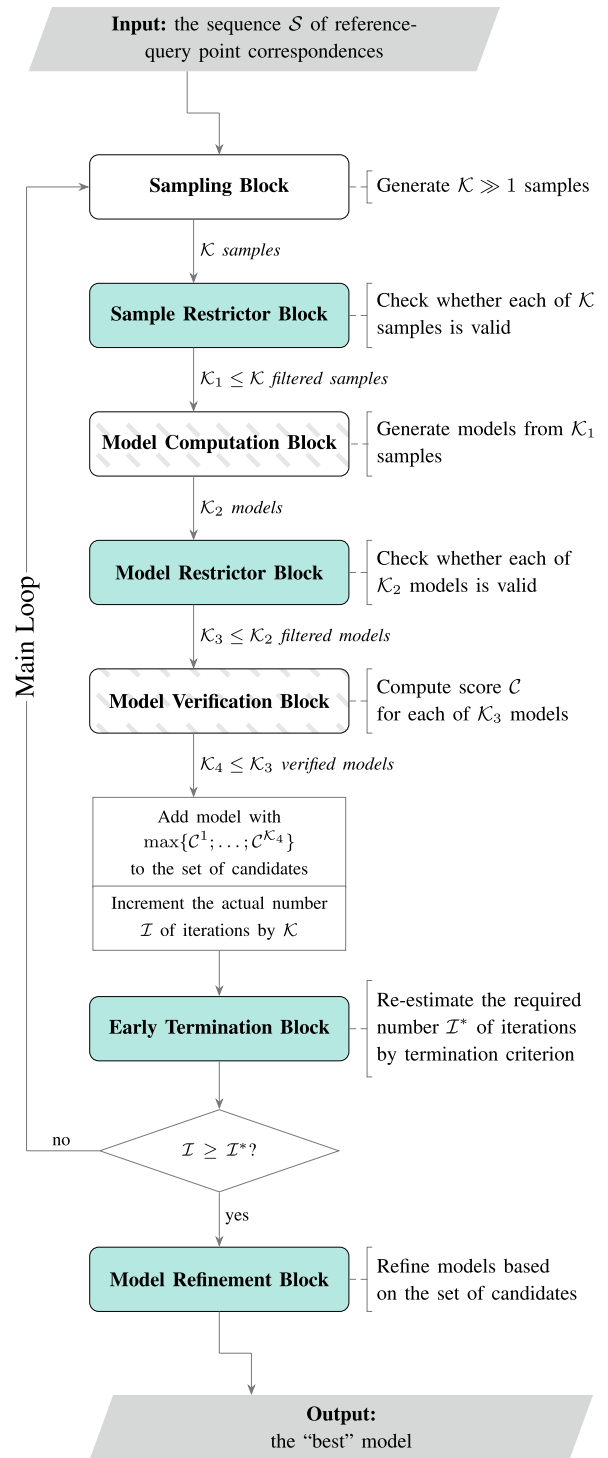 Input: the sequence 𝒮 of reference-
query point correspondences
Sampling Block
Generate 𝒦 ≫ 1 samples
𝒦 samples
Sample Restrictor Block
Check whether each of 𝒦
samples is valid
𝒦₁ ≤ 𝒦 filtered samples
Model Computation Block
Generate models from 𝒦₁
samples
𝒦₂ models
Model Restrictor Block
Check whether each of
𝒦₂ models is valid
𝒦₃ ≤ 𝒦₂ filtered models
Main Loop
Model Verification Block
Compute score 𝒞
for each of 𝒦₃ models
𝒦₄ ≤ 𝒦₃ verified models
Add model with
max{𝒞¹; . . . ; 𝒞^𝒦₄}
to the set of candidates
Increment the actual number
ℐ of iterations by 𝒦
Early Termination Block
Re-estimate the required
number ℐ* of iterations
by termination criterion
no
ℐ ≥ ℐ*?
yes
Model Refinement Block
Refine models based
on the set of candidates
Output:
the “best” model